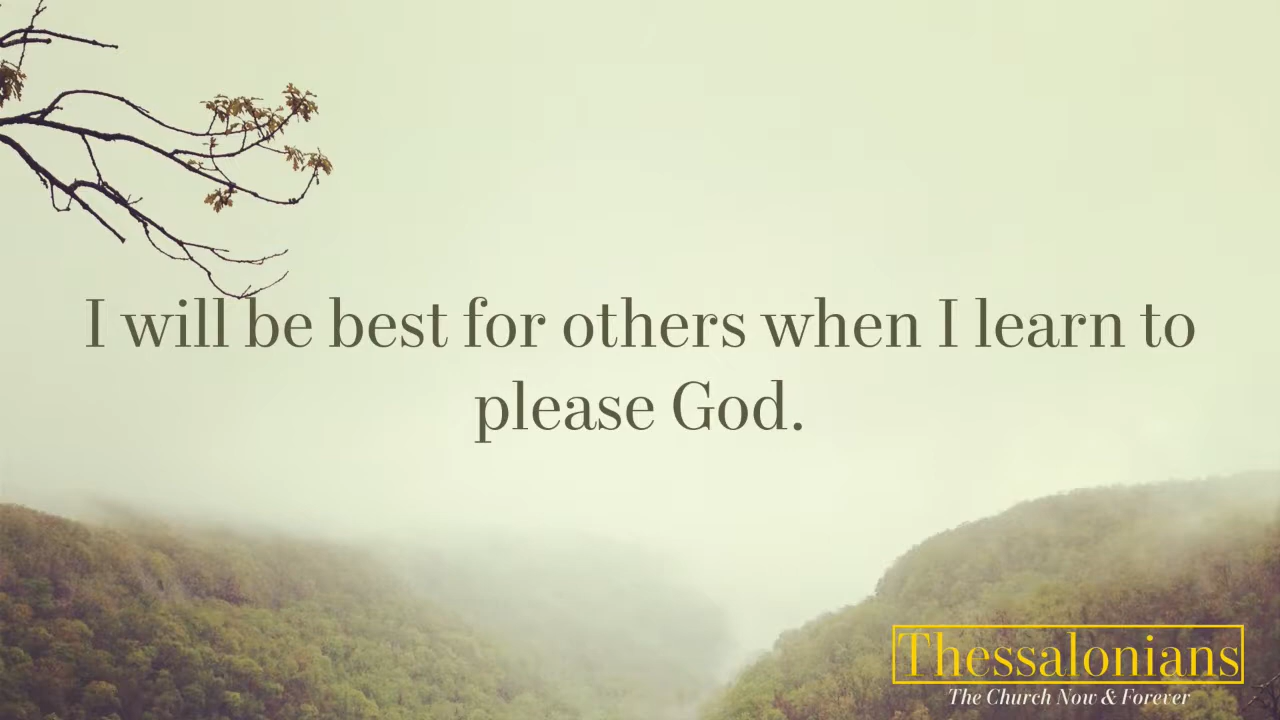 I will be best for others when I learn to
please God.
Thessalonians
The Church Now & Forever